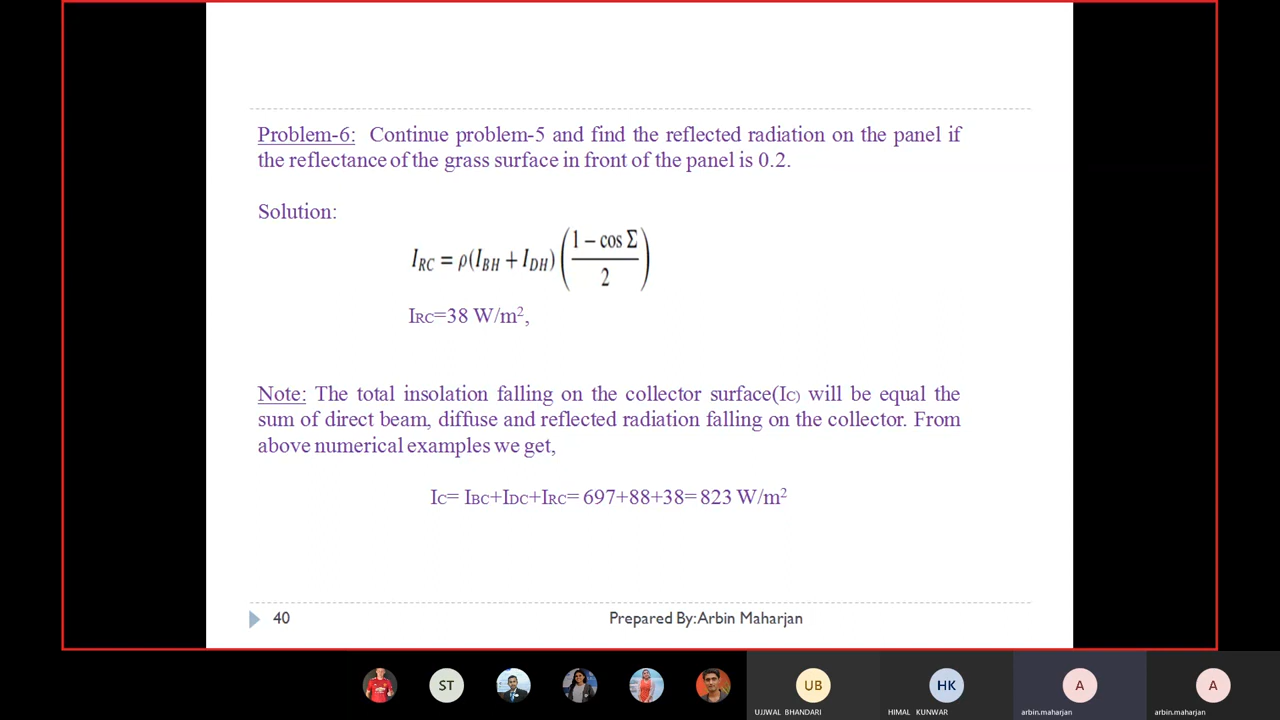 Problem-6: Continue problem-5 and find the reflected radiation on the panel if
the reflectance of the grass surface in front of the panel is 0.2.
Solution:
I_RC = ρ(I_BH + I_DH) ((1 − cos Σ)/2)
IRC=38 W/m²,
Note: The total insolation falling on the collector surface(IC) will be equal the
sum of direct beam, diffuse and reflected radiation falling on the collector. From
above numerical examples we get,
IC= IBC+IDC+IRC= 697+88+38= 823 W/m²
40
Prepared By:Arbin Maharjan
ST
UB
HK
A
A
UJJWAL BHANDARI
HIMAL KUNWAR
arbin.maharjan
arbin.maharjan